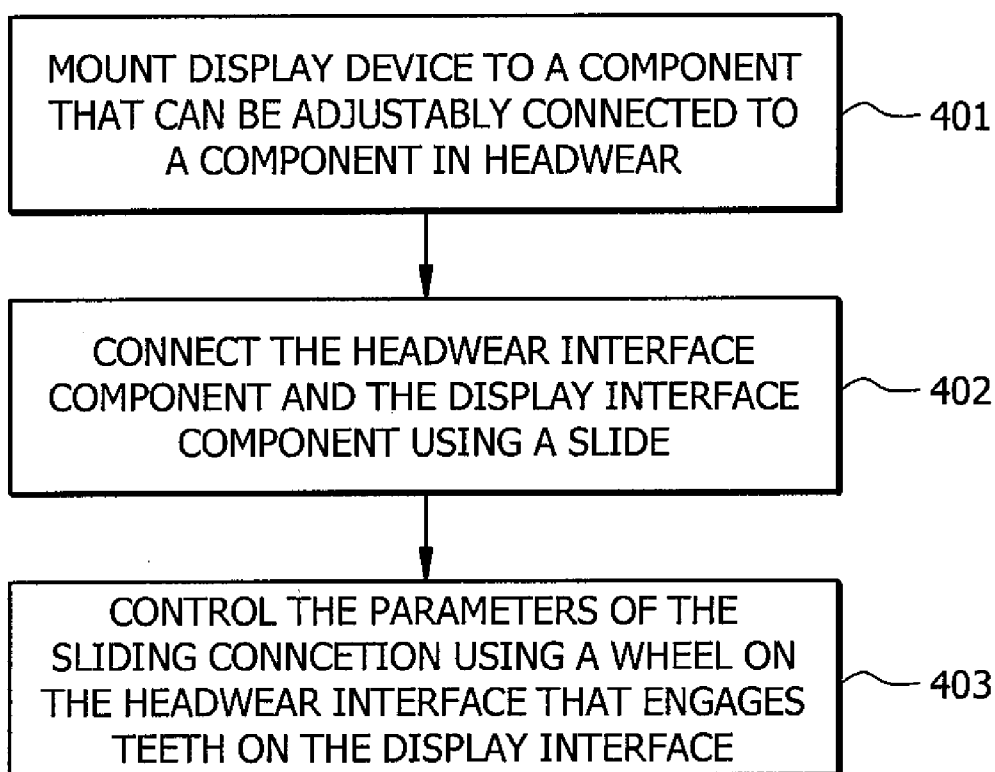 MOUNT DISPLAY DEVICE TO A COMPONENT
THAT CAN BE ADJUSTABLY CONNECTED TO
A COMPONENT IN HEADWEAR
401
CONNECT THE HEADWEAR INTERFACE
COMPONENT AND THE DISPLAY INTERFACE
COMPONENT USING A SLIDE
402
CONTROL THE PARAMETERS OF THE
SLIDING CONNCETION USING A WHEEL ON
THE HEADWEAR INTERFACE THAT ENGAGES
TEETH ON THE DISPLAY INTERFACE
403